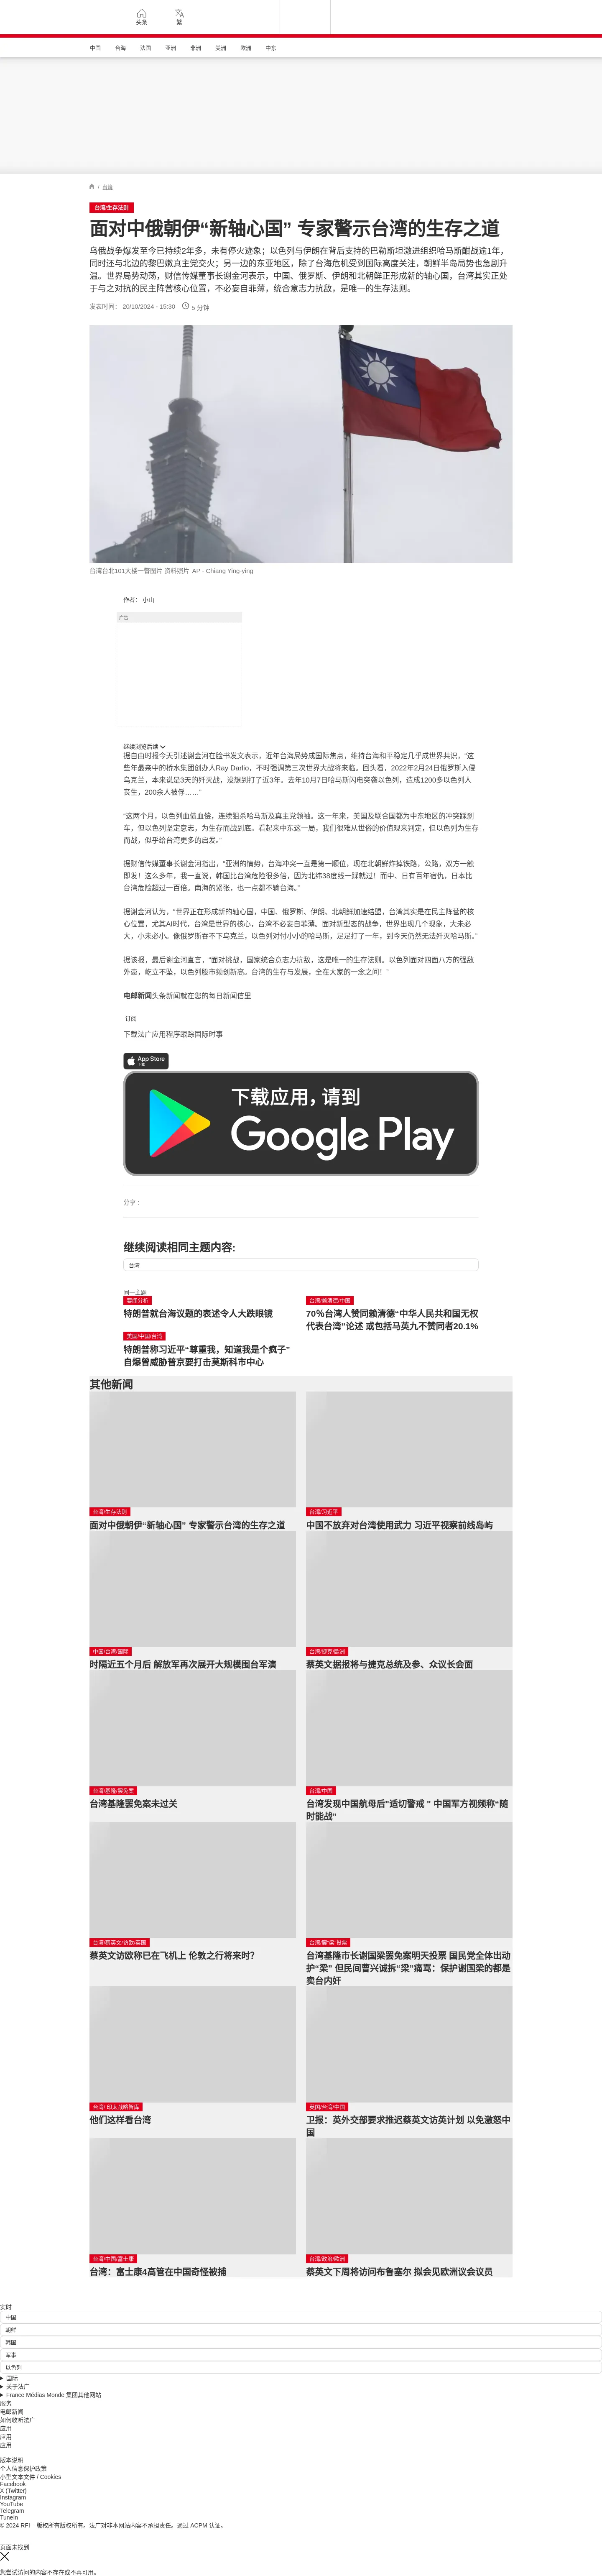 头条
繁
中国 台海 法国 亚洲 非洲 美洲 欧洲 中东
/ 台湾
台湾/生存法则
面对中俄朝伊“新轴心国” 专家警示台湾的生存之道
乌俄战争爆发至今已持续2年多，未有停火迹象；以色列与伊朗在背后支持的巴勒斯坦激进组织哈马斯酣战逾1年，
同时还与北边的黎巴嫩真主党交火；另一边的东亚地区，除了台海危机受到国际高度关注，朝鲜半岛局势也急剧升
温。世界局势动荡，财信传媒董事长谢金河表示，中国、俄罗斯、伊朗和北朝鲜正形成新的轴心国，台湾其实正处
于与之对抗的民主阵营核心位置，不必妄自菲薄，统合意志力抗敌，是唯一的生存法则。
发表时间： 20/10/2024 - 15:30 5 分钟
台湾台北101大楼一瞥图片 资料照片 AP - Chiang Ying-ying
作者： 小山
广告
继续浏览后续
据自由时报今天引述谢金河在脸书发文表示，近年台海局势成国际焦点，维持台海和平稳定几乎成世界共识，“这
些年最亲中的桥水集团创办人Ray Darlio，不时强调第三次世界大战将来临。回头看，2022年2月24日俄罗斯入侵
乌克兰，本来说是3天的歼灭战，没想到打了近3年。去年10月7日哈马斯闪电突袭以色列，造成1200多以色列人
丧生，200余人被俘……”
“这两个月，以色列血债血偿，连续狙杀哈马斯及真主党领袖。这一年来，美国及联合国都为中东地区的冲突踩刹
车，但以色列坚定意志，为生存而战到底。看起来中东这一局，我们很难从世俗的价值观来判定，但以色列为生存
而战，似乎给台湾更多的启发。”
据财信传媒董事长谢金河指出，“亚洲的情势，台海冲突一直是第一顺位，现在北朝鲜炸掉铁路，公路，双方一触
即发！这么多年，我一直说，韩国比台湾危险很多倍，因为北纬38度线一踩就过！而中、日有百年宿仇，日本比
台湾危险超过一百倍。南海的紧张，也一点都不输台海。”
据谢金河认为，“世界正在形成新的轴心国，中国、俄罗斯、伊朗、北朝鲜加速结盟，台湾其实是在民主阵营的核
心位置，尤其AI时代，台湾是世界的核心，台湾不必妄自菲薄。面对新型态的战争，世界出现几个现象，大未必
大，小未必小。像俄罗斯吞不下乌克兰，以色列对付小小的哈马斯，足足打了一年，到今天仍然无法歼灭哈马斯。”
据该报，最后谢金河直言，“面对挑战，国家统合意志力抗敌，这是唯一的生存法则。以色列面对四面八方的强敌
外患，屹立不坠，以色列股市频创新高。台湾的生存与发展，全在大家的一念之间！”
电邮新闻头条新闻就在您的每日新闻信里
订阅
下载法广应用程序跟踪国际时事
App Store
下载
下载应用，请到
Google Play
分享 :
继续阅读相同主题内容:
台湾
同一主题
要闻分析
特朗普就台海议题的表述令人大跌眼镜
台湾/赖清德/中国
70％台湾人赞同赖清德“中华人民共和国无权
代表台湾”论述 或包括马英九不赞同者20.1%
美国/中国/台湾
特朗普称习近平“尊重我，知道我是个疯子”
自爆曾威胁普京要打击莫斯科市中心
其他新闻
台湾/生存法则
面对中俄朝伊“新轴心国” 专家警示台湾的生存之道
台湾/习近平
中国不放弃对台湾使用武力 习近平视察前线岛屿
中国/台湾/国际
时隔近五个月后 解放军再次展开大规模围台军演
台湾/捷克/欧洲
蔡英文据报将与捷克总统及参、众议长会面
台湾/基隆/罢免案
台湾基隆罢免案未过关
台湾/中国
台湾发现中国航母后"适切警戒 " 中国军方视频称“随
时能战”
台湾/蔡英文/访欧/英国
蔡英文访欧称已在飞机上 伦敦之行将来时？
台湾/罢“梁”投票
台湾基隆市长谢国梁罢免案明天投票 国民党全体出动
护“梁” 但民间曹兴诚拆“梁”痛骂：保护谢国梁的都是
卖台内奸
台湾/ 印太战略智库
他们这样看台湾
英国/台湾/中国
卫报：英外交部要求推迟蔡英文访英计划 以免激怒中
国
台湾/中国/富士康
台湾：富士康4高管在中国奇怪被捕
台湾/政治/欧洲
蔡英文下周将访问布鲁塞尔 拟会见欧洲议会议员
实时
中国
朝鲜
韩国
军事
以色列
国际
关于法广
France Médias Monde 集团其他网站
服务
电邮新闻
如何收听法广
应用
应用
应用
版本说明
个人信息保护政策
小型文本文件 / Cookies
Facebook
X (Twitter)
Instagram
YouTube
Telegram
TuneIn
© 2024 RFI – 版权所有版权所有。法广对非本网站内容不承担责任。通过 ACPM 认证。
页面未找到
您尝试访问的内容不存在或不再可用。